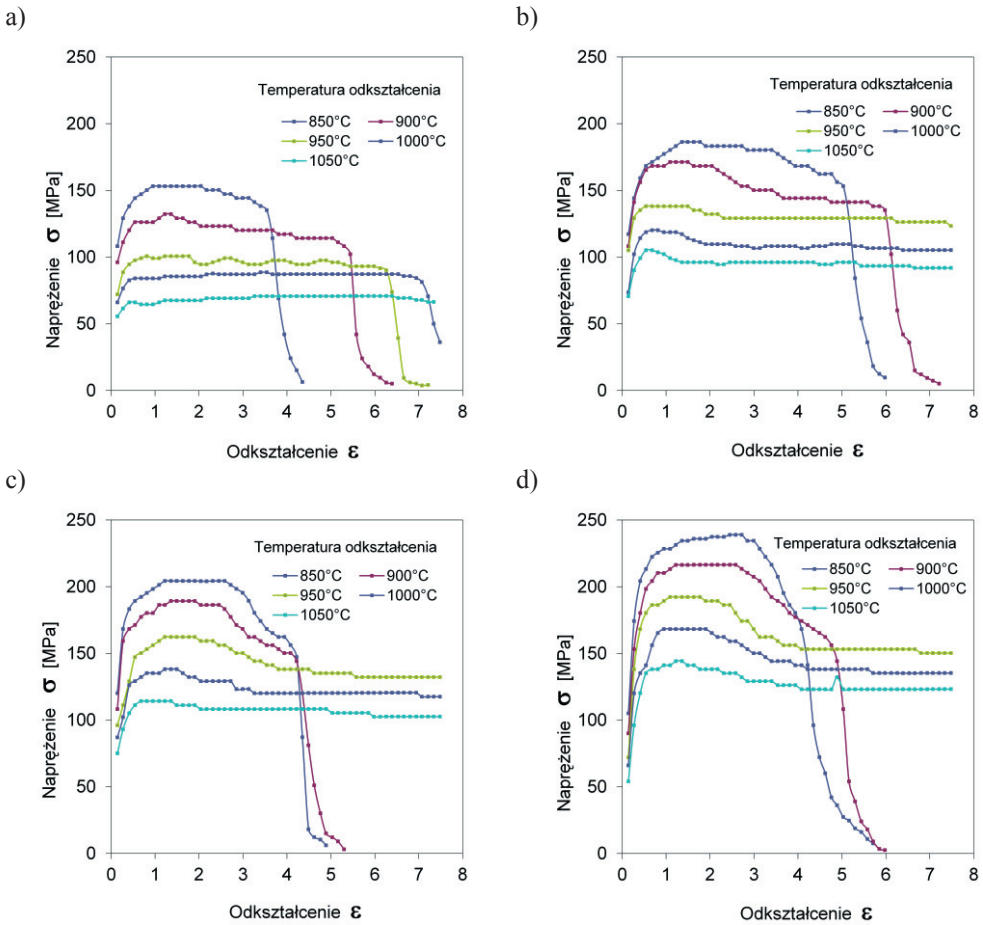 a)
250
200
150
100
50
0
Naprężenie σ [MPa]
Temperatura odkształcenia
850°C 900°C
950°C 1000°C
1050°C
0 1 2 3 4 5 6 7 8
Odkształcenie ε
b)
250
200
150
100
50
0
Naprężenie σ [MPa]
Temperatura odkształcenia
850°C 900°C
950°C 1000°C
1050°C
0 1 2 3 4 5 6 7 8
Odkształcenie ε
c)
250
200
150
100
50
0
Naprężenie σ [MPa]
Temperatura odkształcenia
850°C 900°C
950°C 1000°C
1050°C
0 1 2 3 4 5 6 7 8
Odkształcenie ε
d)
250
200
150
100
50
0
Naprężenie σ [MPa]
Temperatura odkształcenia
850°C 900°C
950°C 1000°C
1050°C
0 1 2 3 4 5 6 7 8
Odkształcenie ε